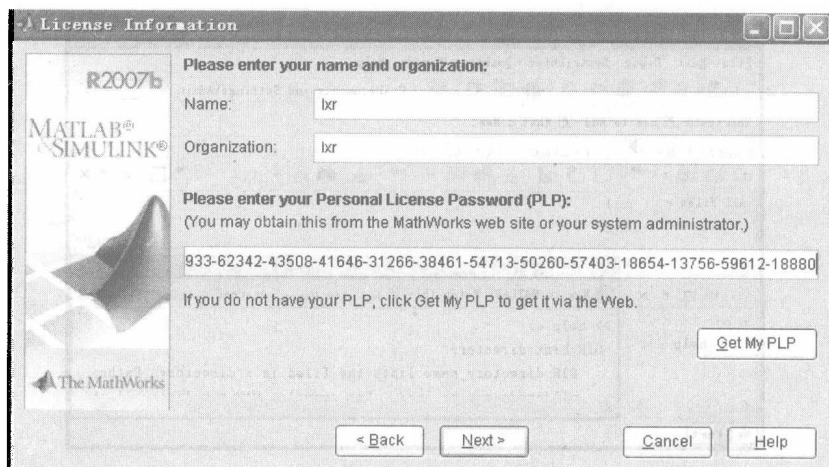 License Information
R2007b
MATLAB®
&SIMULINK®
The MathWorks
Please enter your name and organization:
Name: lxr
Organization: lxr
Please enter your Personal License Password (PLP):
(You may obtain this from the MathWorks web site or your system administrator.)
933-62342-43508-41646-31266-38461-54713-50260-57403-18654-13756-59612-18880
If you do not have your PLP, click Get My PLP to get it via the Web.
Get My PLP
< Back Next > Cancel Help